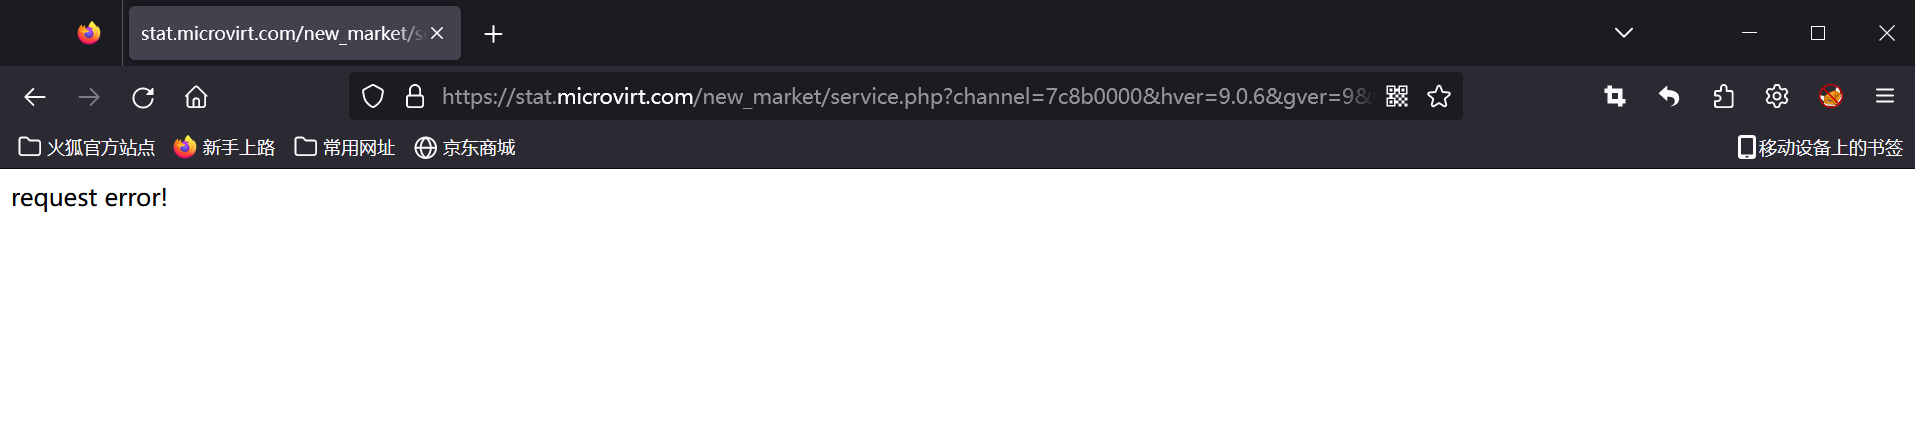 stat.microvirt.com/new_market/s
https://stat.microvirt.com/new_market/service.php?channel=7c8b0000&hver=9.0.6&gver=9&
火狐官方站点 新手上路 常用网址 京东商城 移动设备上的书签
request error!